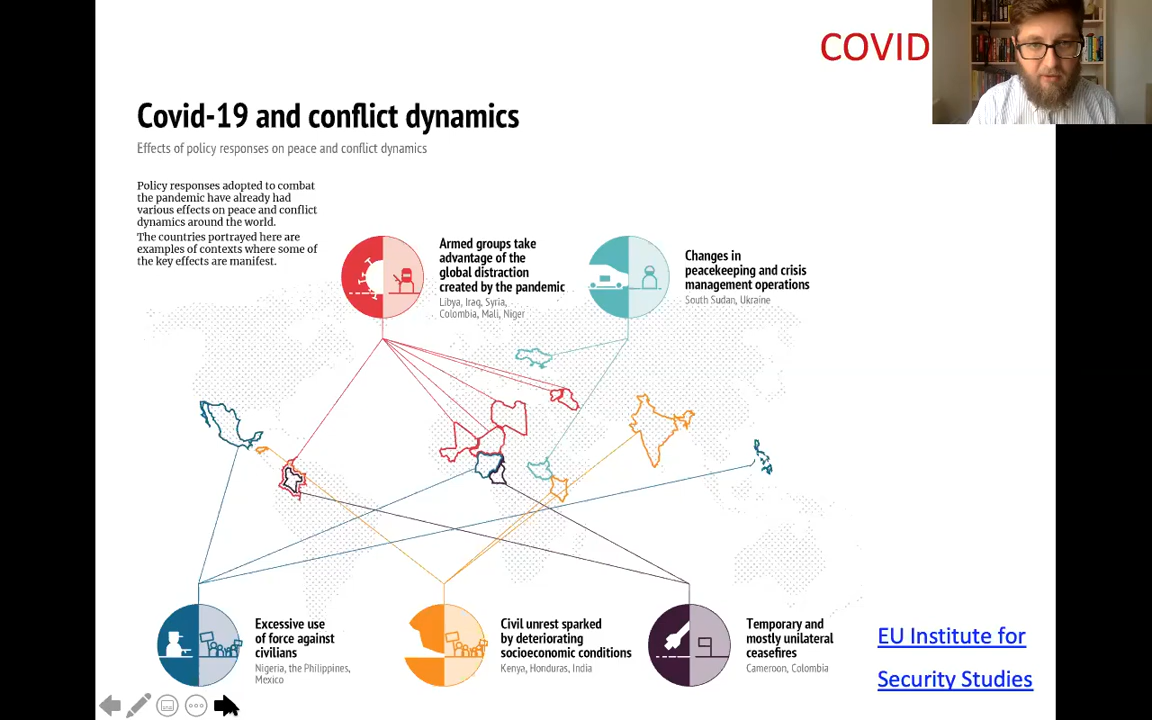 COVID
Covid-19 and conflict dynamics
Effects of policy responses on peace and conflict dynamics
Policy responses adopted to combat
the pandemic have already had
various effects on peace and conflict
dynamics around the world.
The countries portrayed here are
examples of contexts where some of
the key effects are manifest.
Armed groups take
advantage of the
global distraction
created by the pandemic
Libya, Iraq, Syria,
Colombia, Mali, Niger
Changes in
peacekeeping and crisis
management operations
South Sudan, Ukraine
Excessive use
of force against
civilians
Nigeria, the Philippines,
Mexico
Civil unrest sparked
by deteriorating
socioeconomic conditions
Kenya, Honduras, India
Temporary and
mostly unilateral
ceasefires
Cameroon, Colombia
EU Institute for
Security Studies